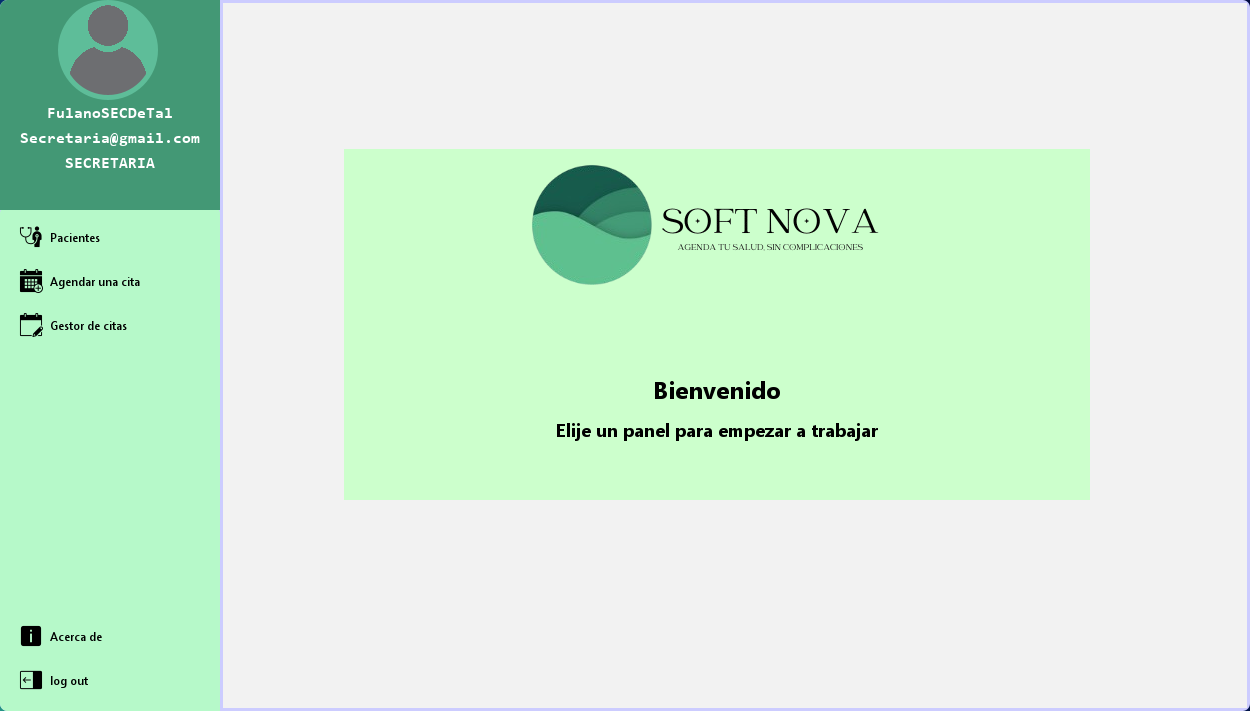 FulanoSECDeTal
Secretaria@gmail.com
SECRETARIA
Pacientes
Agendar una cita
Gestor de citas
Acerca de
log out
SOFT NOVA
AGENDA TU SALUD, SIN COMPLICACIONES
Bienvenido
Elije un panel para empezar a trabajar